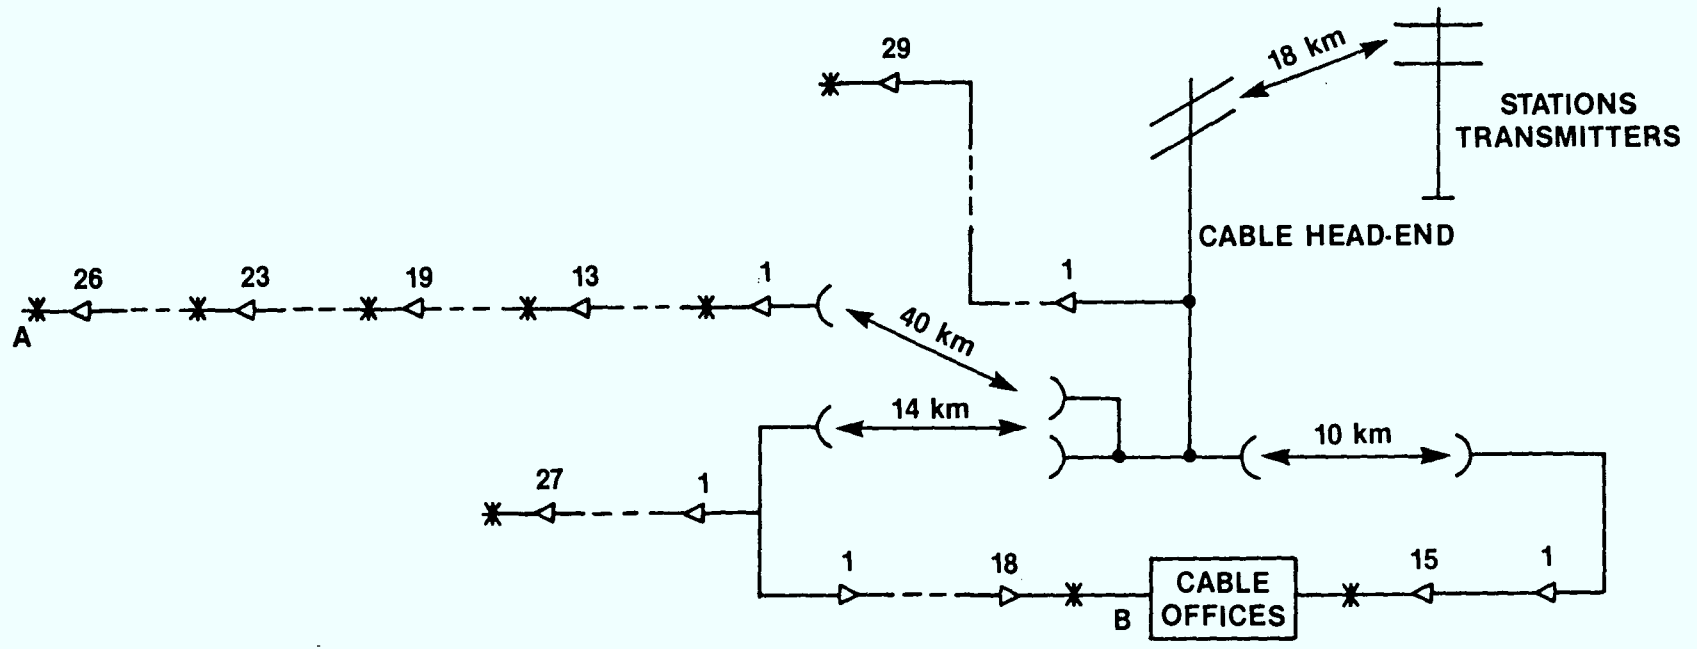 29
18 km
STATIONS
TRANSMITTERS
CABLE HEAD-END
26
23
19
13
1
1
40 km
14 km
10 km
27
1
1
18
15
1
A
B
CABLE
OFFICES